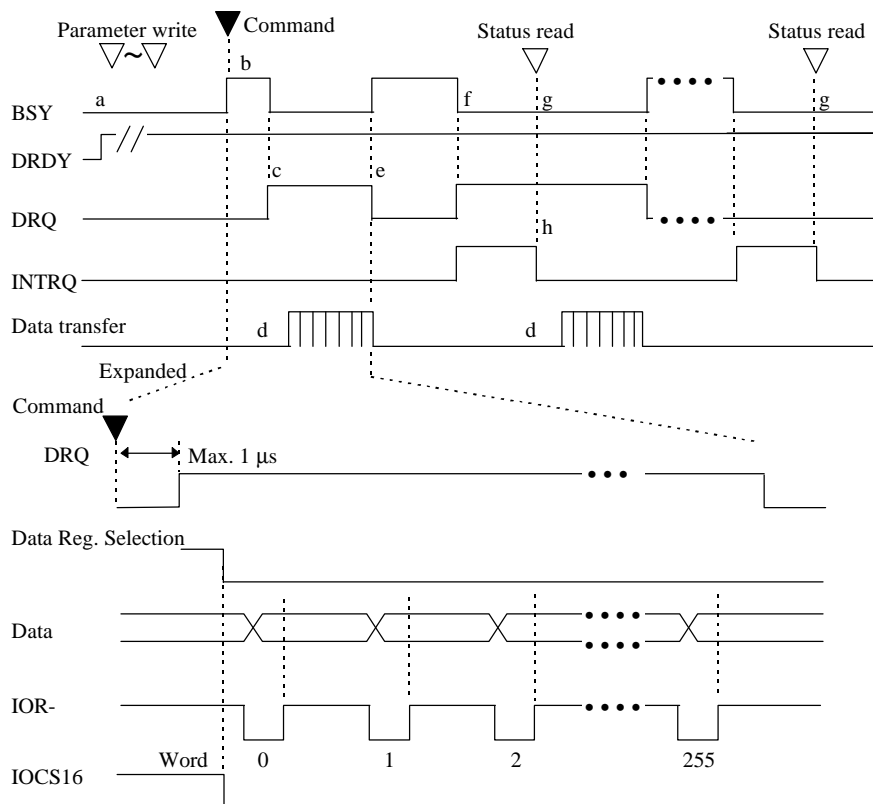 Parameter write
Command
Status read
Status read
~
b
a
f
g
g
BSY
DRDY
c
e
DRQ
h
INTRQ
Data transfer
d
d
Expanded
Command
DRQ
Max. 1 μs
Data Reg. Selection
Data
IOR-
Word
0
1
2
255
IOCS16